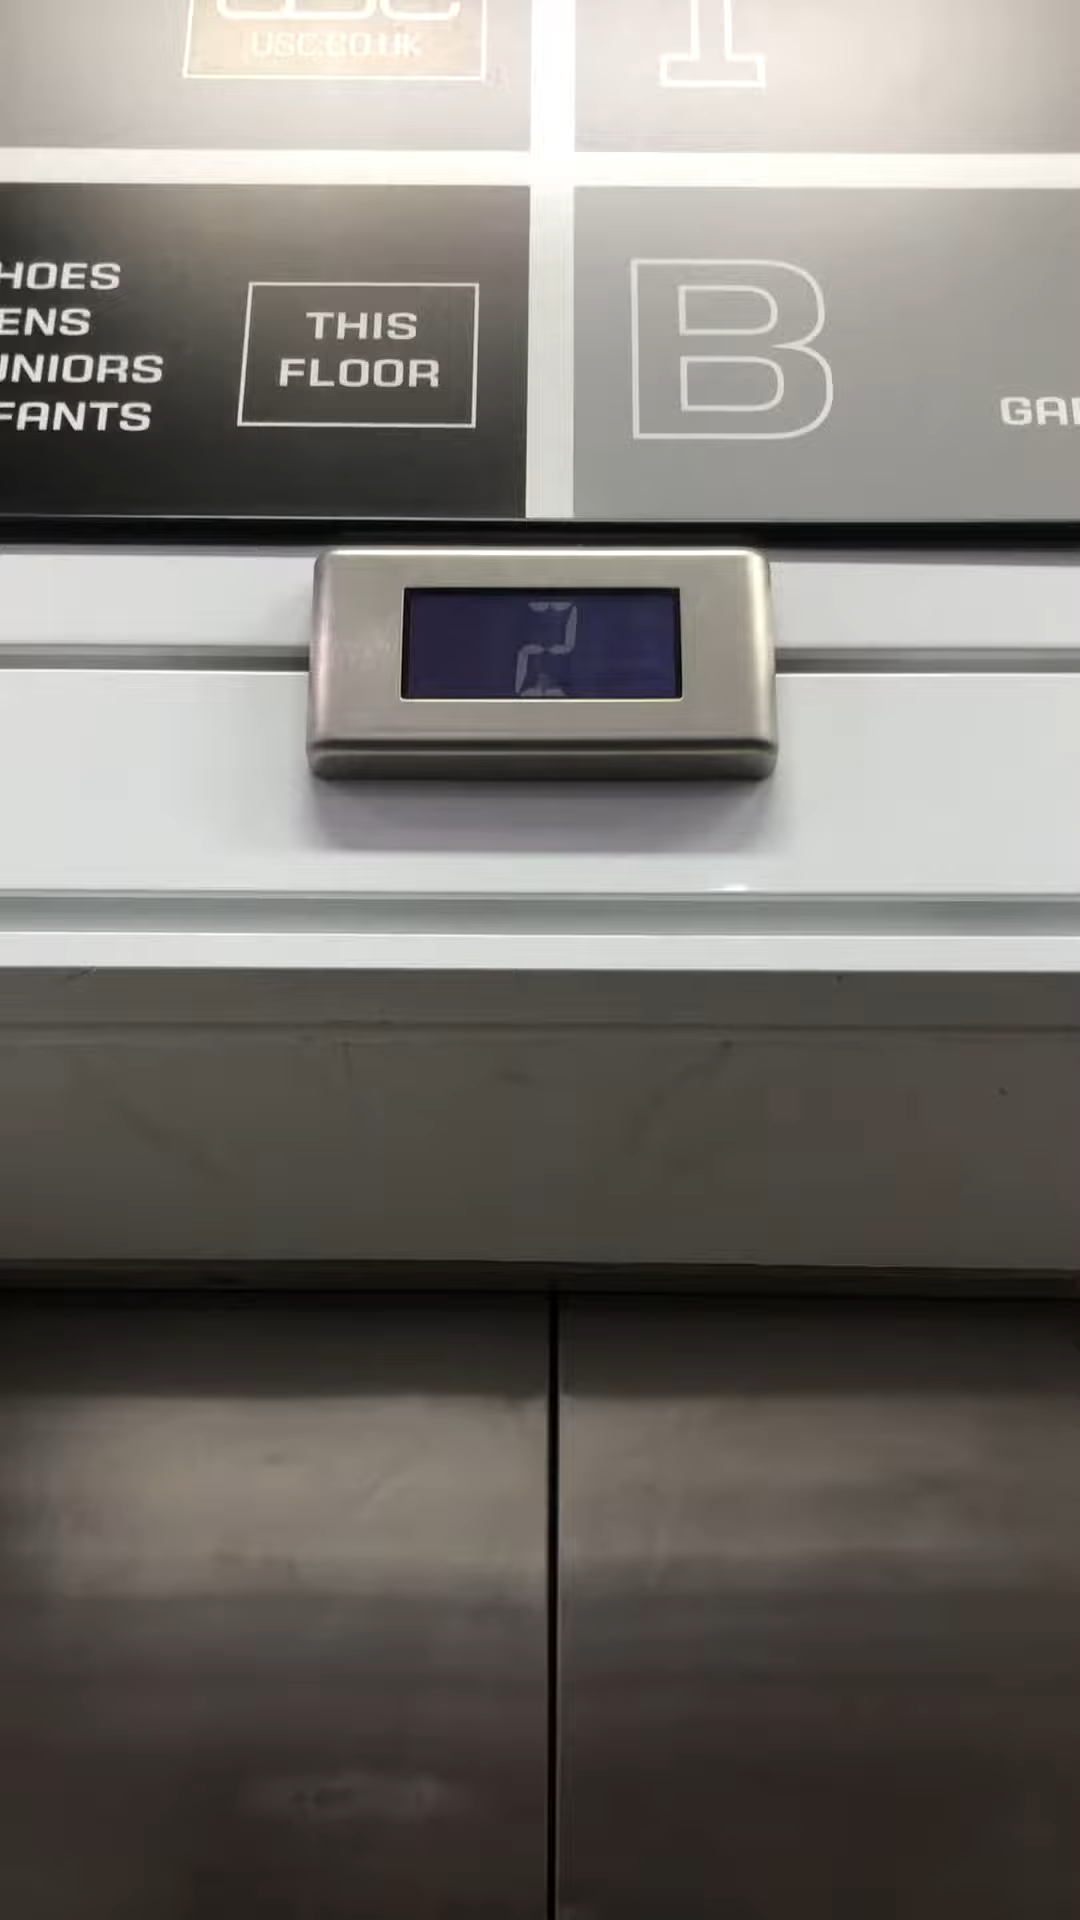 USC.CO.UK
1
HOES
ENS
UNIORS
FANTS
THIS
FLOOR
B
GAI
2